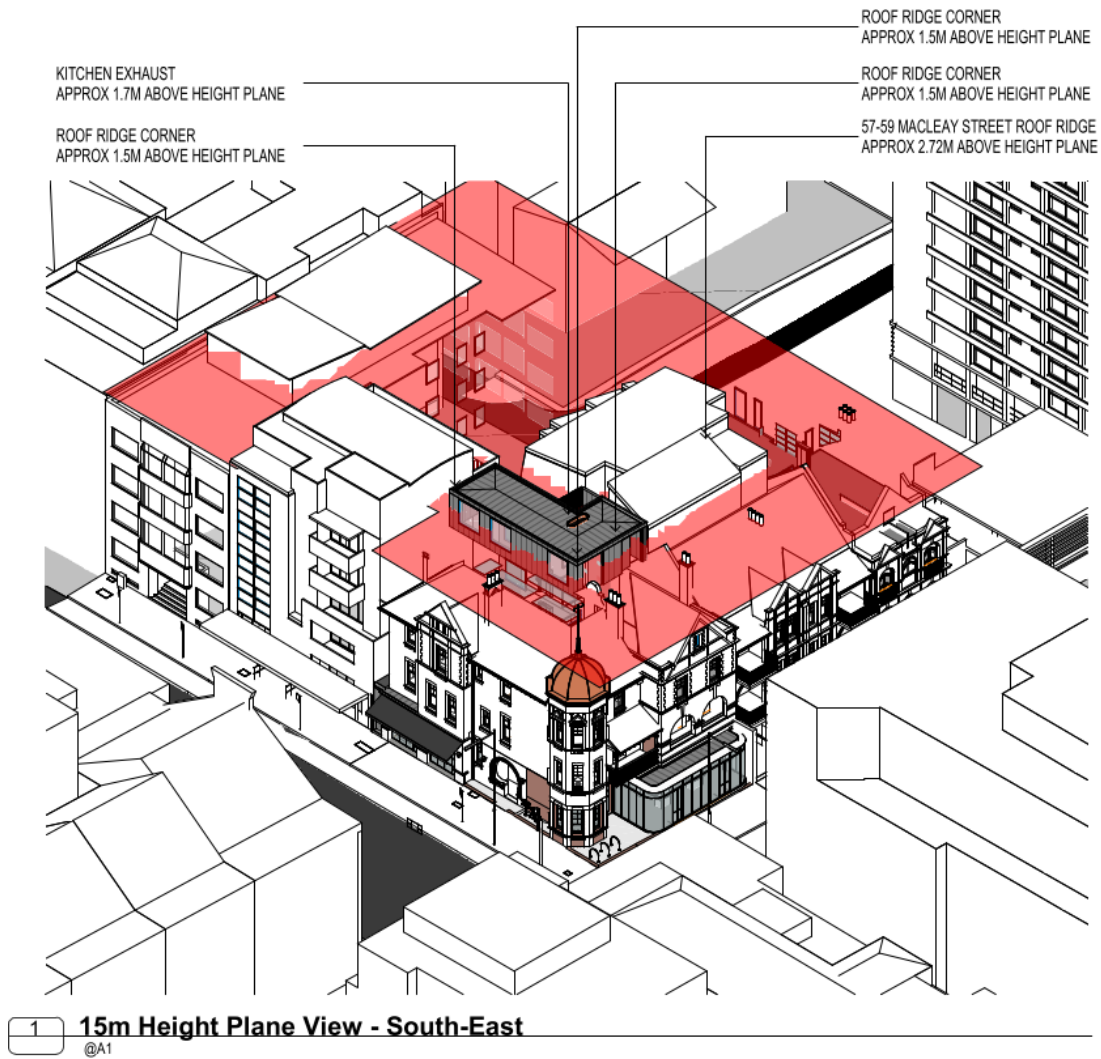 ROOF RIDGE CORNER
APPROX 1.5M ABOVE HEIGHT PLANE
KITCHEN EXHAUST
APPROX 1.7M ABOVE HEIGHT PLANE
ROOF RIDGE CORNER
APPROX 1.5M ABOVE HEIGHT PLANE
ROOF RIDGE CORNER
APPROX 1.5M ABOVE HEIGHT PLANE
57-59 MACLEAY STREET ROOF RIDGE
APPROX 2.72M ABOVE HEIGHT PLANE
1 15m Height Plane View - South-East
@A1